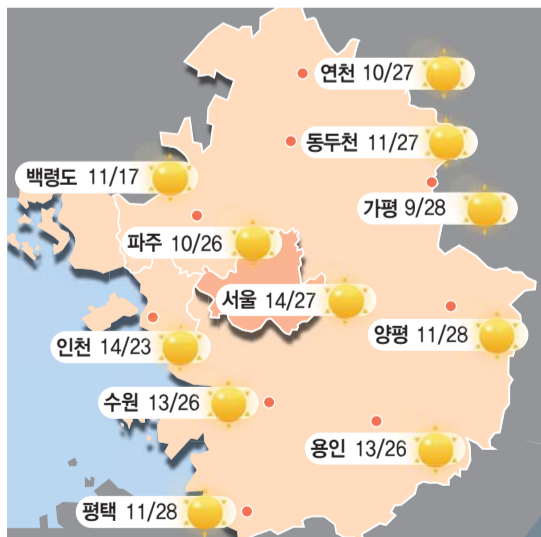 연천 10/27
동두천 11/27
백령도 11/17
가평 9/28
파주 10/26
서울 14/27
양평 11/28
인천 14/23
수원 13/26
용인 13/26
평택 11/28